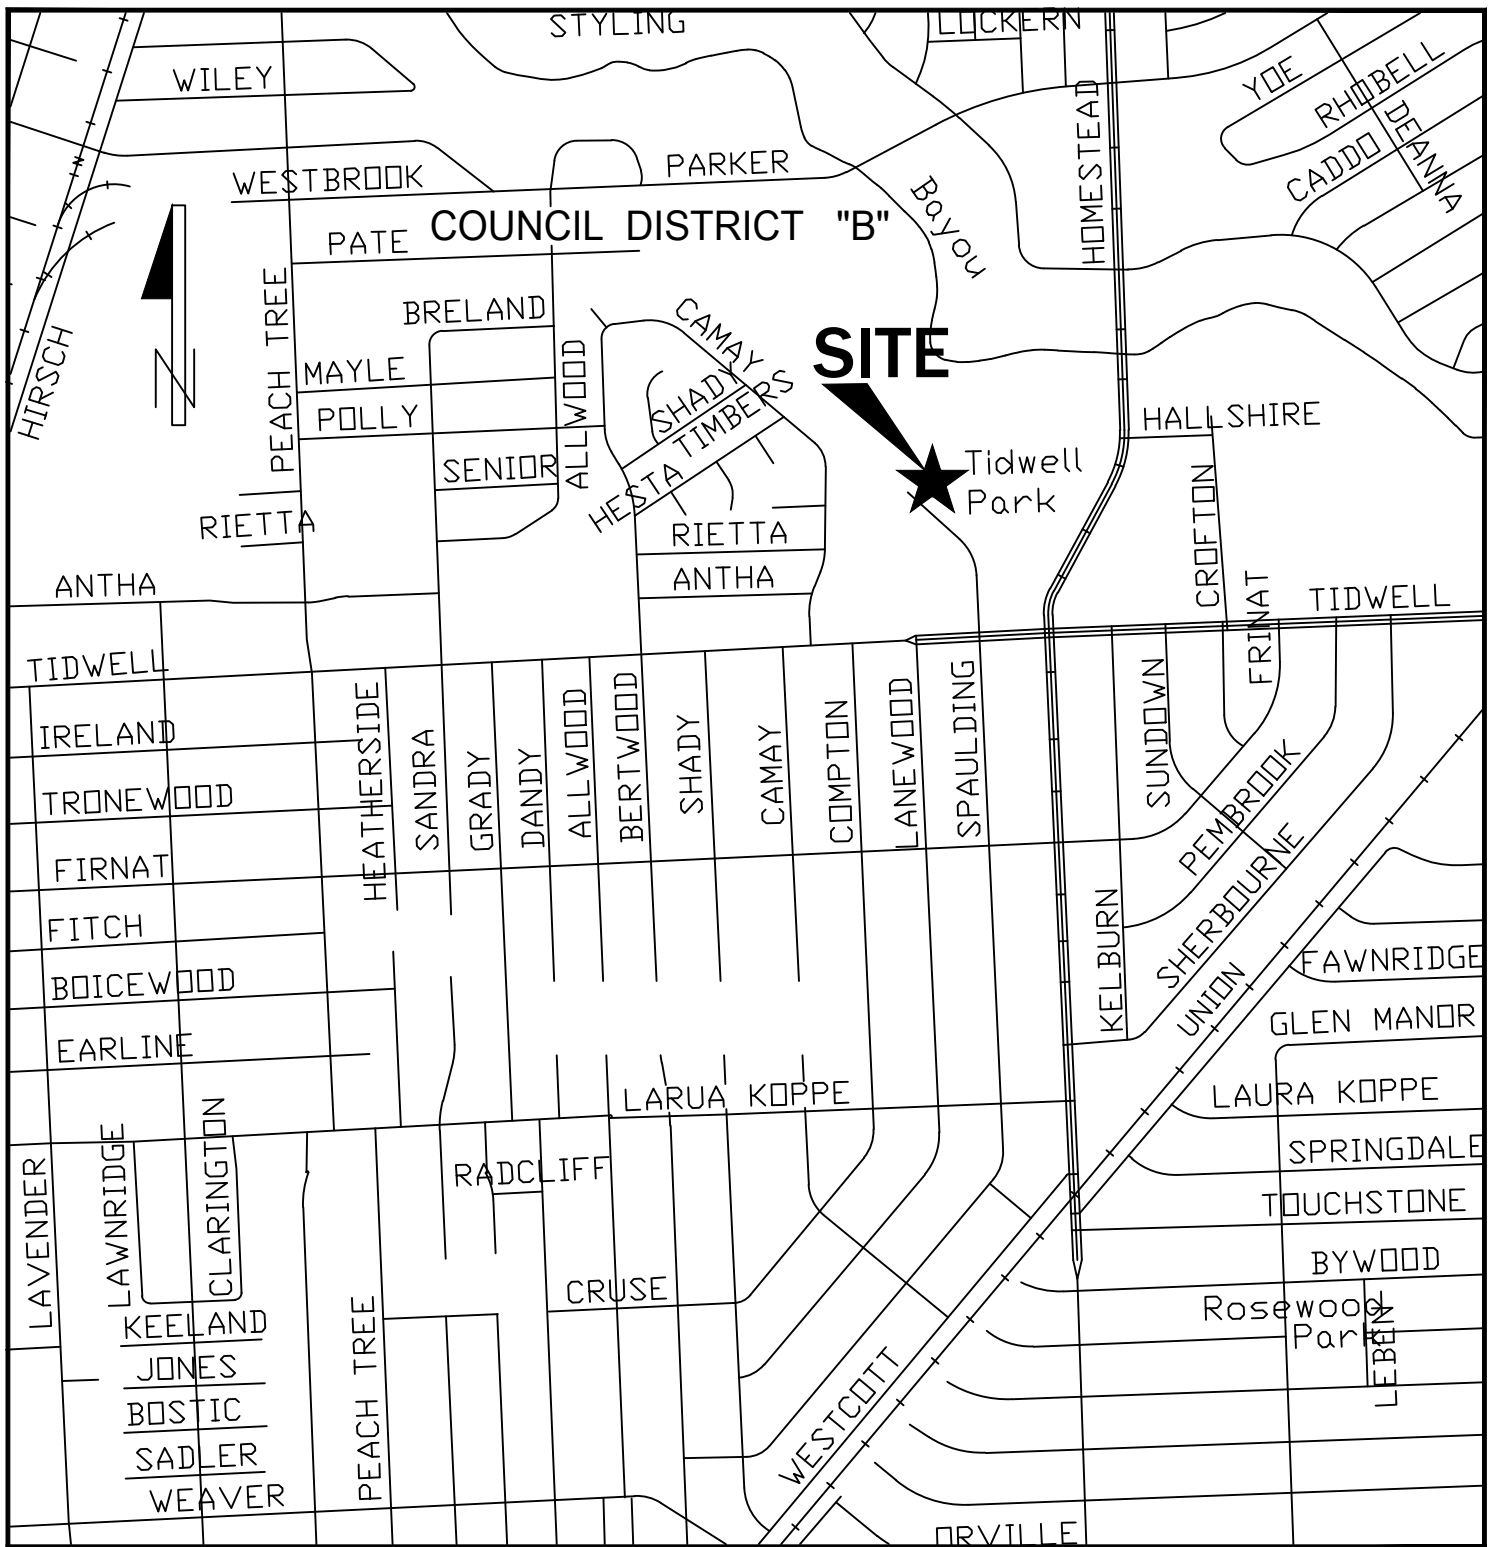 STYLING
LOCKERN
WILEY
YOE
RHOBELL
DEANNA
CADDO
HOMESTEAD
PARKER
WESTBROOK
Bayou
COUNCIL DISTRICT "B"
PATE
PEACH TREE
BRELAND
CAMAY
HIRSCH
N
SITE
MAYLE
ALLWOOD
SHADY
POLLY
HESTA TIMBERS
HALLSHIRE
SENIOR
Tidwell
Park
CROFTON
RIETTA
RIETTA
ANTHA
ANTHA
FRINAT
TIDWELL
TIDWELL
HEATHERSIDE
SANDRA
GRADY
DANDY
ALLWOOD
BERTWOOD
SHADY
CAMAY
COMPTON
LANEWOOD
SPAULDING
SUNDOWN
IRELAND
PEMBROOK
TRONEWOOD
SHERBOURNE
FIRNAT
FITCH
KELBURN
UNION
FAWNRIDGE
BOICEWOOD
GLEN MANOR
EARLINE
LARUA KOPPE
LAURA KOPPE
LAVENDER
LAWNRIDGE
CLARINGTON
RADCLIFF
SPRINGDALE
TOUCHSTONE
BYWOOD
CRUSE
Rosewood
Park
LEBEN
KEELAND
PEACH TREE
JONES
WESTCOTT
BOSTIC
SADLER
WEAVER
ORVILLE